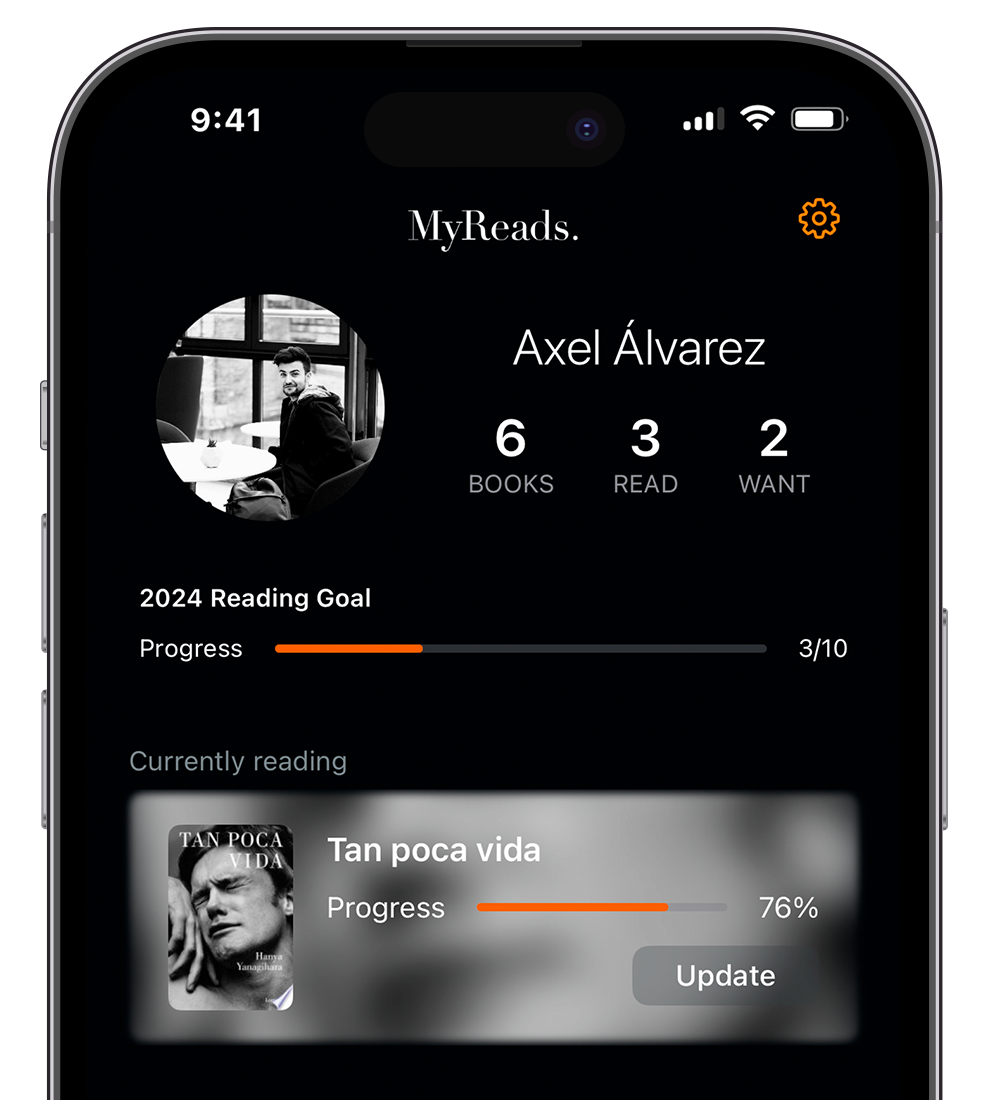 9:41
MyReads.
Axel Álvarez
6 3 2
BOOKS READ WANT
2024 Reading Goal
Progress 3/10
Currently reading
TAN POCA
VIDA
Hanya
Yanagihara
Tan poca vida
Progress 76%
Update